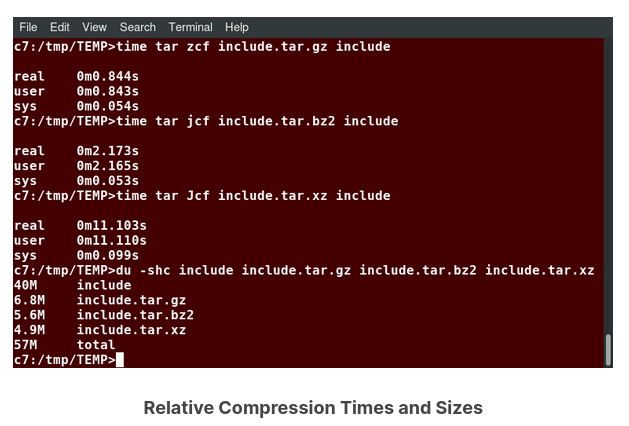 File Edit View Search Terminal Help
c7:/tmp/TEMP>time tar zcf include.tar.gz include
real 0m0.844s
user 0m0.843s
sys 0m0.054s
c7:/tmp/TEMP>time tar jcf include.tar.bz2 include
real 0m2.173s
user 0m2.165s
sys 0m0.053s
c7:/tmp/TEMP>time tar Jcf include.tar.xz include
real 0m11.103s
user 0m11.110s
sys 0m0.099s
c7:/tmp/TEMP>du -shc include include.tar.gz include.tar.bz2 include.tar.xz
40M include
6.8M include.tar.gz
5.6M include.tar.bz2
4.9M include.tar.xz
57M total
c7:/tmp/TEMP>
Relative Compression Times and Sizes